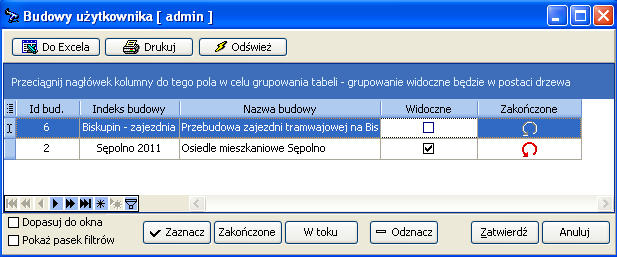 Budowy użytkownika [ admin ]
Do Excela Drukuj Odśwież
Przeciągnij nagłówek kolumny do tego pola w celu grupowania tabeli - grupowanie widoczne będzie w postaci drzewa
Id bud. Indeks budowy Nazwa budowy Widoczne Zakończone
6 Biskupin - zajezdnia Przebudowa zajezdni tramwajowej na Bis
2 Sępolno 2011 Osiedle mieszkaniowe Sępolno
Dopasuj do okna
Pokaż pasek filtrów
Zaznacz Zakończone W toku Odznacz Zatwierdź Anuluj